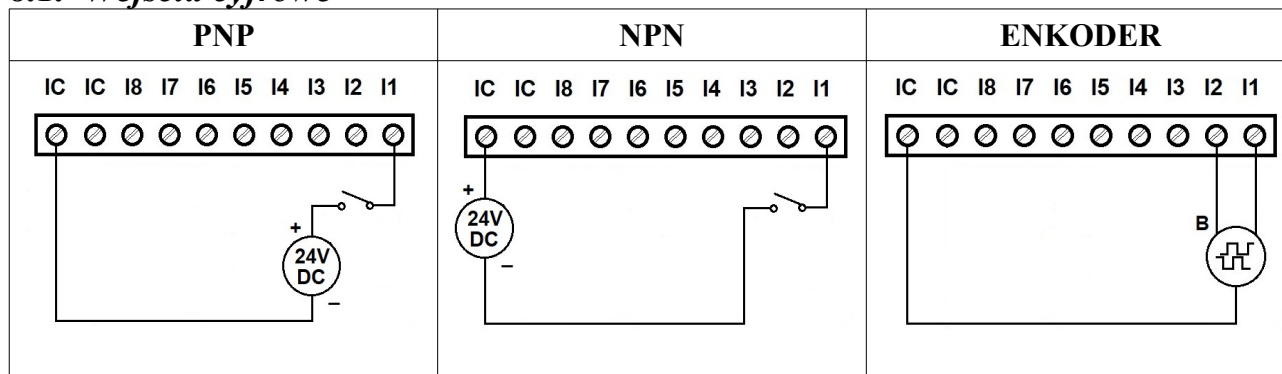 PNP
NPN
ENKODER
IC IC I8 I7 I6 I5 I4 I3 I2 I1
+
24V
DC
–
IC IC I8 I7 I6 I5 I4 I3 I2 I1
+
24V
DC
–
IC IC I8 I7 I6 I5 I4 I3 I2 I1
B